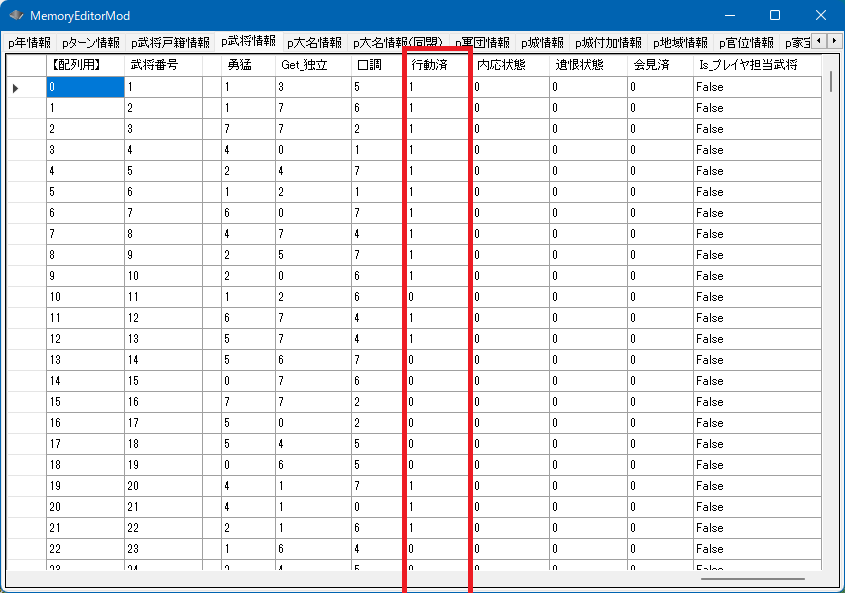 MemoryEditorMod
p年情報 pターン情報 p武将戸籍情報 p武将情報 p大名情報 p大名情報(同盟) p軍団情報 p城情報 p城付加情報 p地域情報 p官位情報 p家宝
【配列用】 武将番号 勇猛 Get_独立 口調 行動済 内応状態 遺恨状態 会見済 Is_プレイヤ担当武将
0 1 1 3 5 1 0 0 0 False
1 2 1 7 6 1 0 0 0 False
2 3 7 7 2 1 0 0 0 False
3 4 4 0 1 1 0 0 0 False
4 5 2 4 7 1 0 0 0 False
5 6 1 2 1 1 0 0 0 False
6 7 6 0 7 1 0 0 0 False
7 8 4 7 4 1 0 0 0 False
8 9 2 5 7 1 0 0 0 False
9 10 2 0 6 1 0 0 0 False
10 11 1 2 6 0 0 0 0 False
11 12 6 7 4 1 0 0 0 False
12 13 5 7 4 1 0 0 0 False
13 14 5 6 7 0 0 0 0 False
14 15 0 7 6 0 0 0 0 False
15 16 7 7 2 0 0 0 0 False
16 17 5 0 2 0 0 0 0 False
17 18 5 4 5 0 0 0 0 False
18 19 0 6 5 0 0 0 0 False
19 20 4 1 7 1 0 0 0 False
20 21 4 1 0 1 0 0 0 False
21 22 2 1 6 1 0 0 0 False
22 23 1 6 4 0 0 0 0 False
23 24 2 4 5 0 0 0 0 False